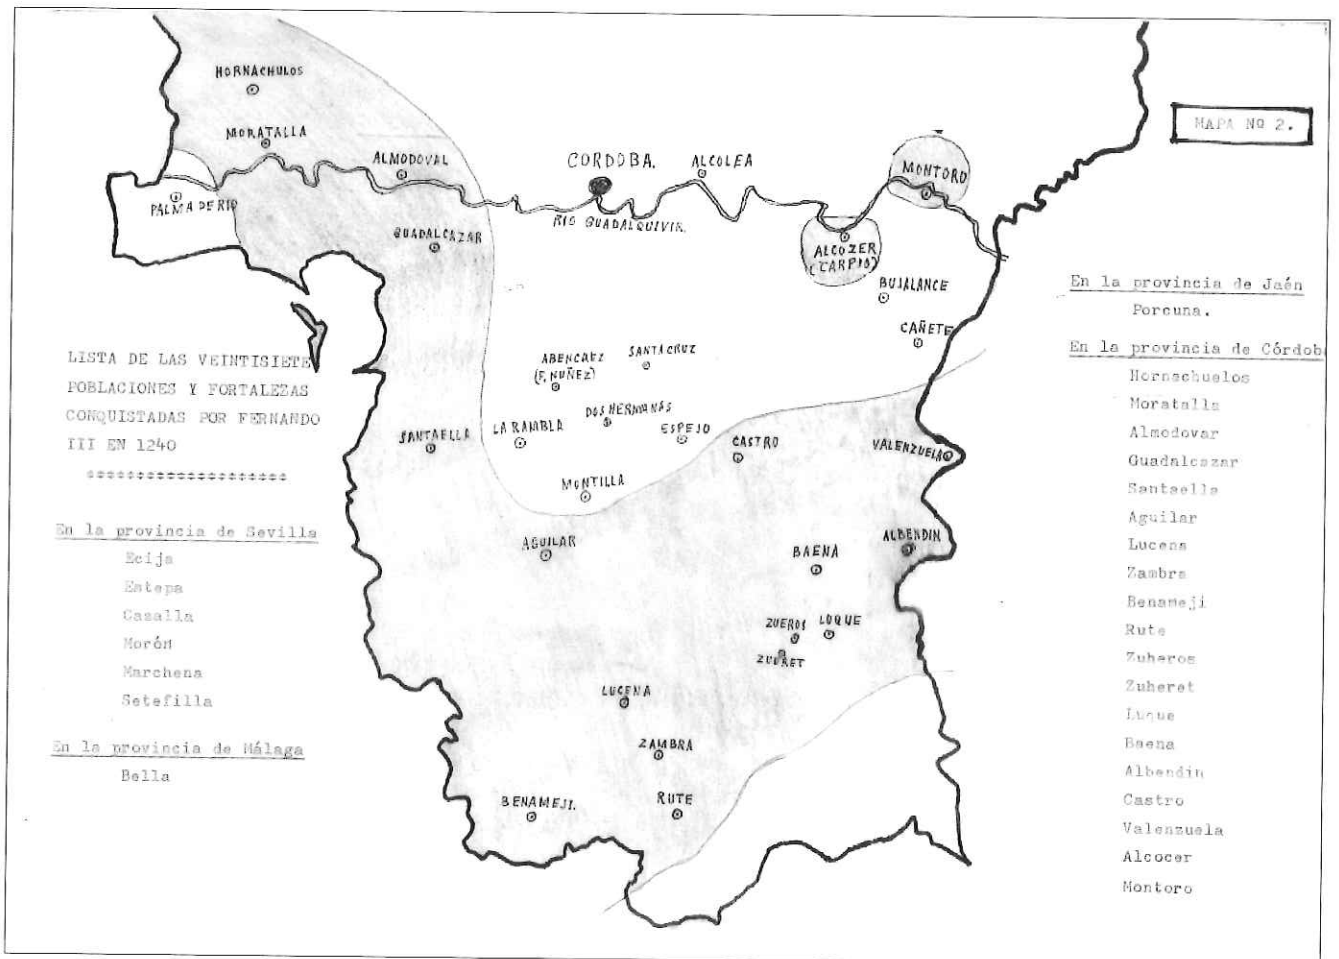 MAPA Nº 2.
HORNACHULOS
MORATALLA
ALMODOVAL
CORDOBA.
ALCOLEA
MONTORO
PALMA DE RIO
RIO GUADALQUIVIR.
GUADALCAZAR
ALCOZER
(CARPIO)
BUJALANCE
CAÑETE
ABENCAEZ
(F. NUÑEZ)
SANTA CRUZ
DOS HERMANAS
LA RAMBLA
ESPEJO
SANTAELLA
CASTRO
VALENZUELA
MONTILLA
AGUILAR
BAENA
ALBENDIN
ZUEROS
LUQUE
ZUERET
LUCENA
ZAMBRA
BENAMEJI.
RUTE
LISTA DE LAS VEINTISIETE
POBLACIONES Y FORTALEZAS
CONQUISTADAS POR FERNANDO
III EN 1240
En la provincia de Sevilla
Ecija
Estepa
Cazalla
Morón
Marchena
Setefilla
En la provincia de Málaga
Bella
En la provincia de Jaén
Porcuna.
En la provincia de Córdoba
Hornachuelos
Moratalla
Almodovar
Guadalcazar
Santaella
Aguilar
Lucena
Zambra
Benameji
Rute
Zuheros
Zuheret
Luque
Baena
Albendin
Castro
Valenzuela
Alcocer
Montoro